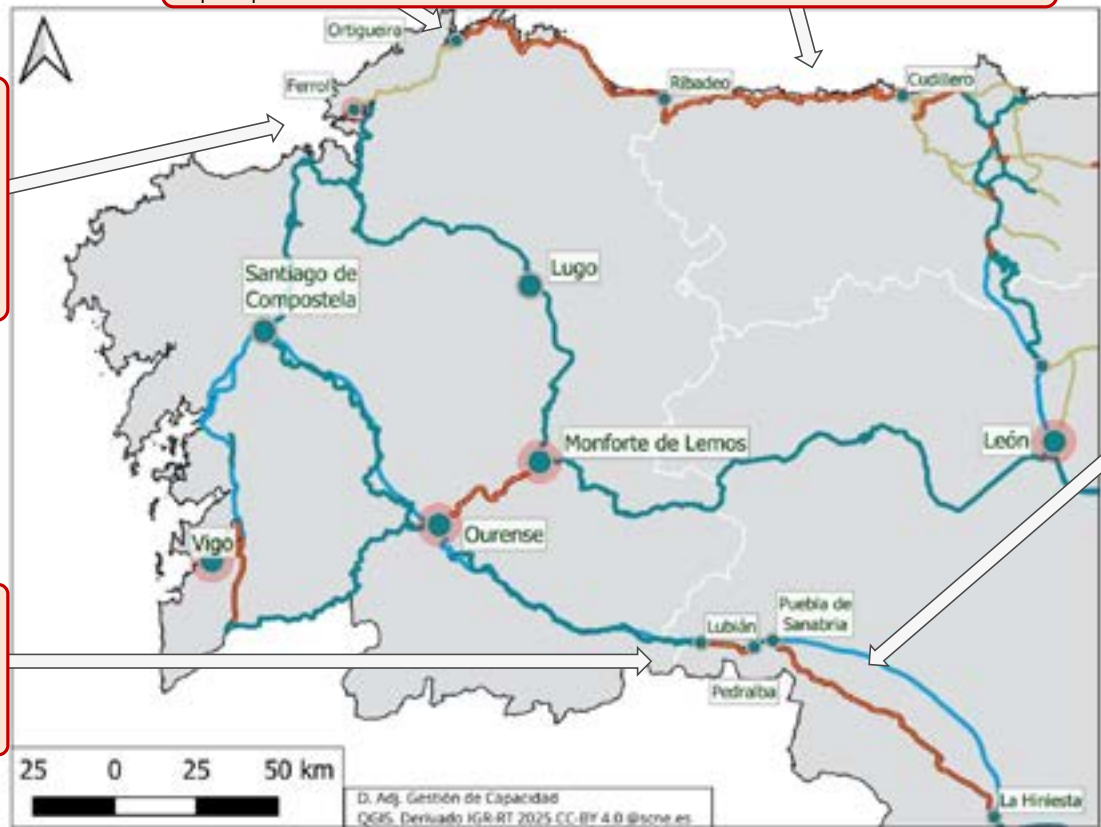 Ortigueira
Ferrol
Ribadeo
Cudillero
Santiago de
Compostela
Lugo
Monforte de Lemos
León
Ourense
Vigo
Lubián
Puebla de
Sanabria
Pedralba
La Hiniesta
25 0 25 50 km
D. Adj. Gestión de Capacidad
QGIS. Derivado IGR-RT 2025 CC-BY 4.0 @scne.es